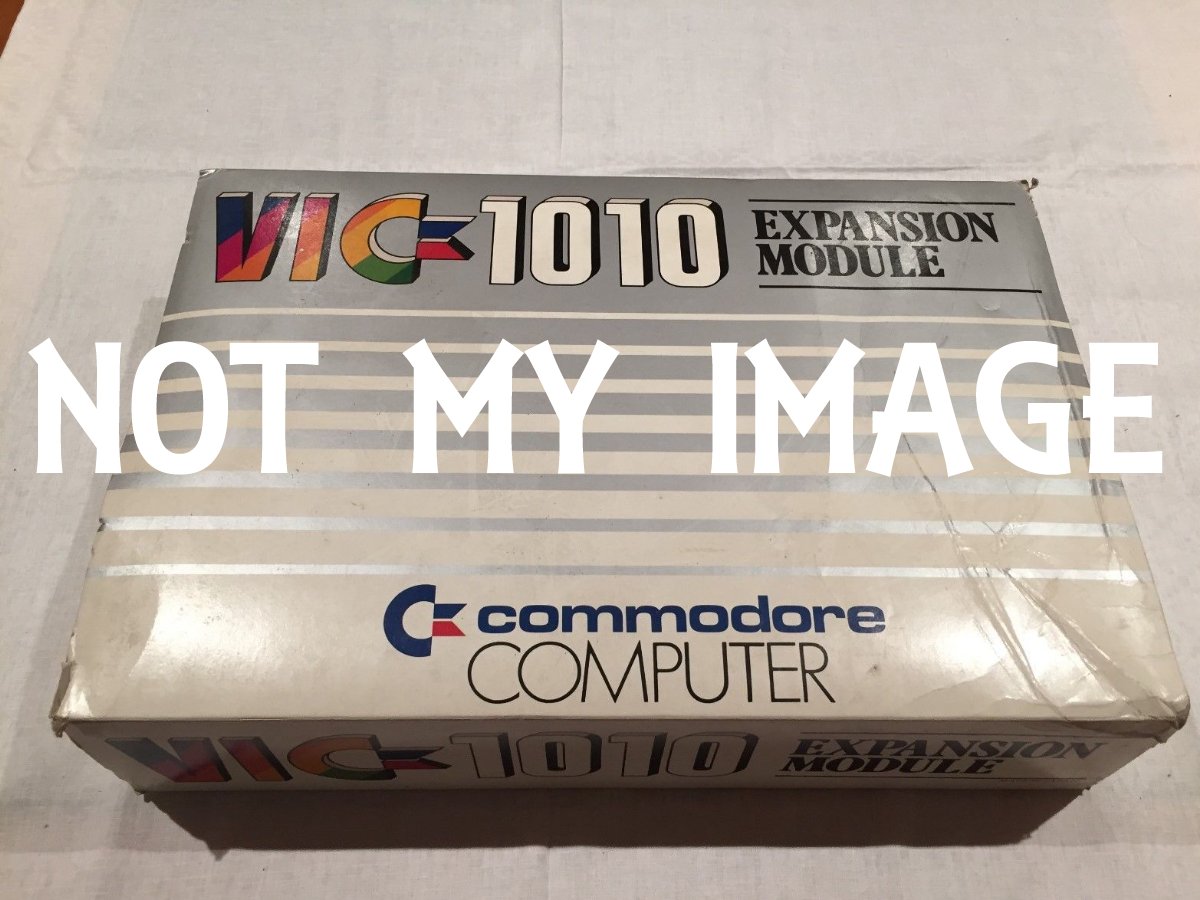 VIC-1010 EXPANSION
MODULE
NOT MY IMAGE
commodore
COMPUTER
VIC-1010 EXPANSION
MODULE